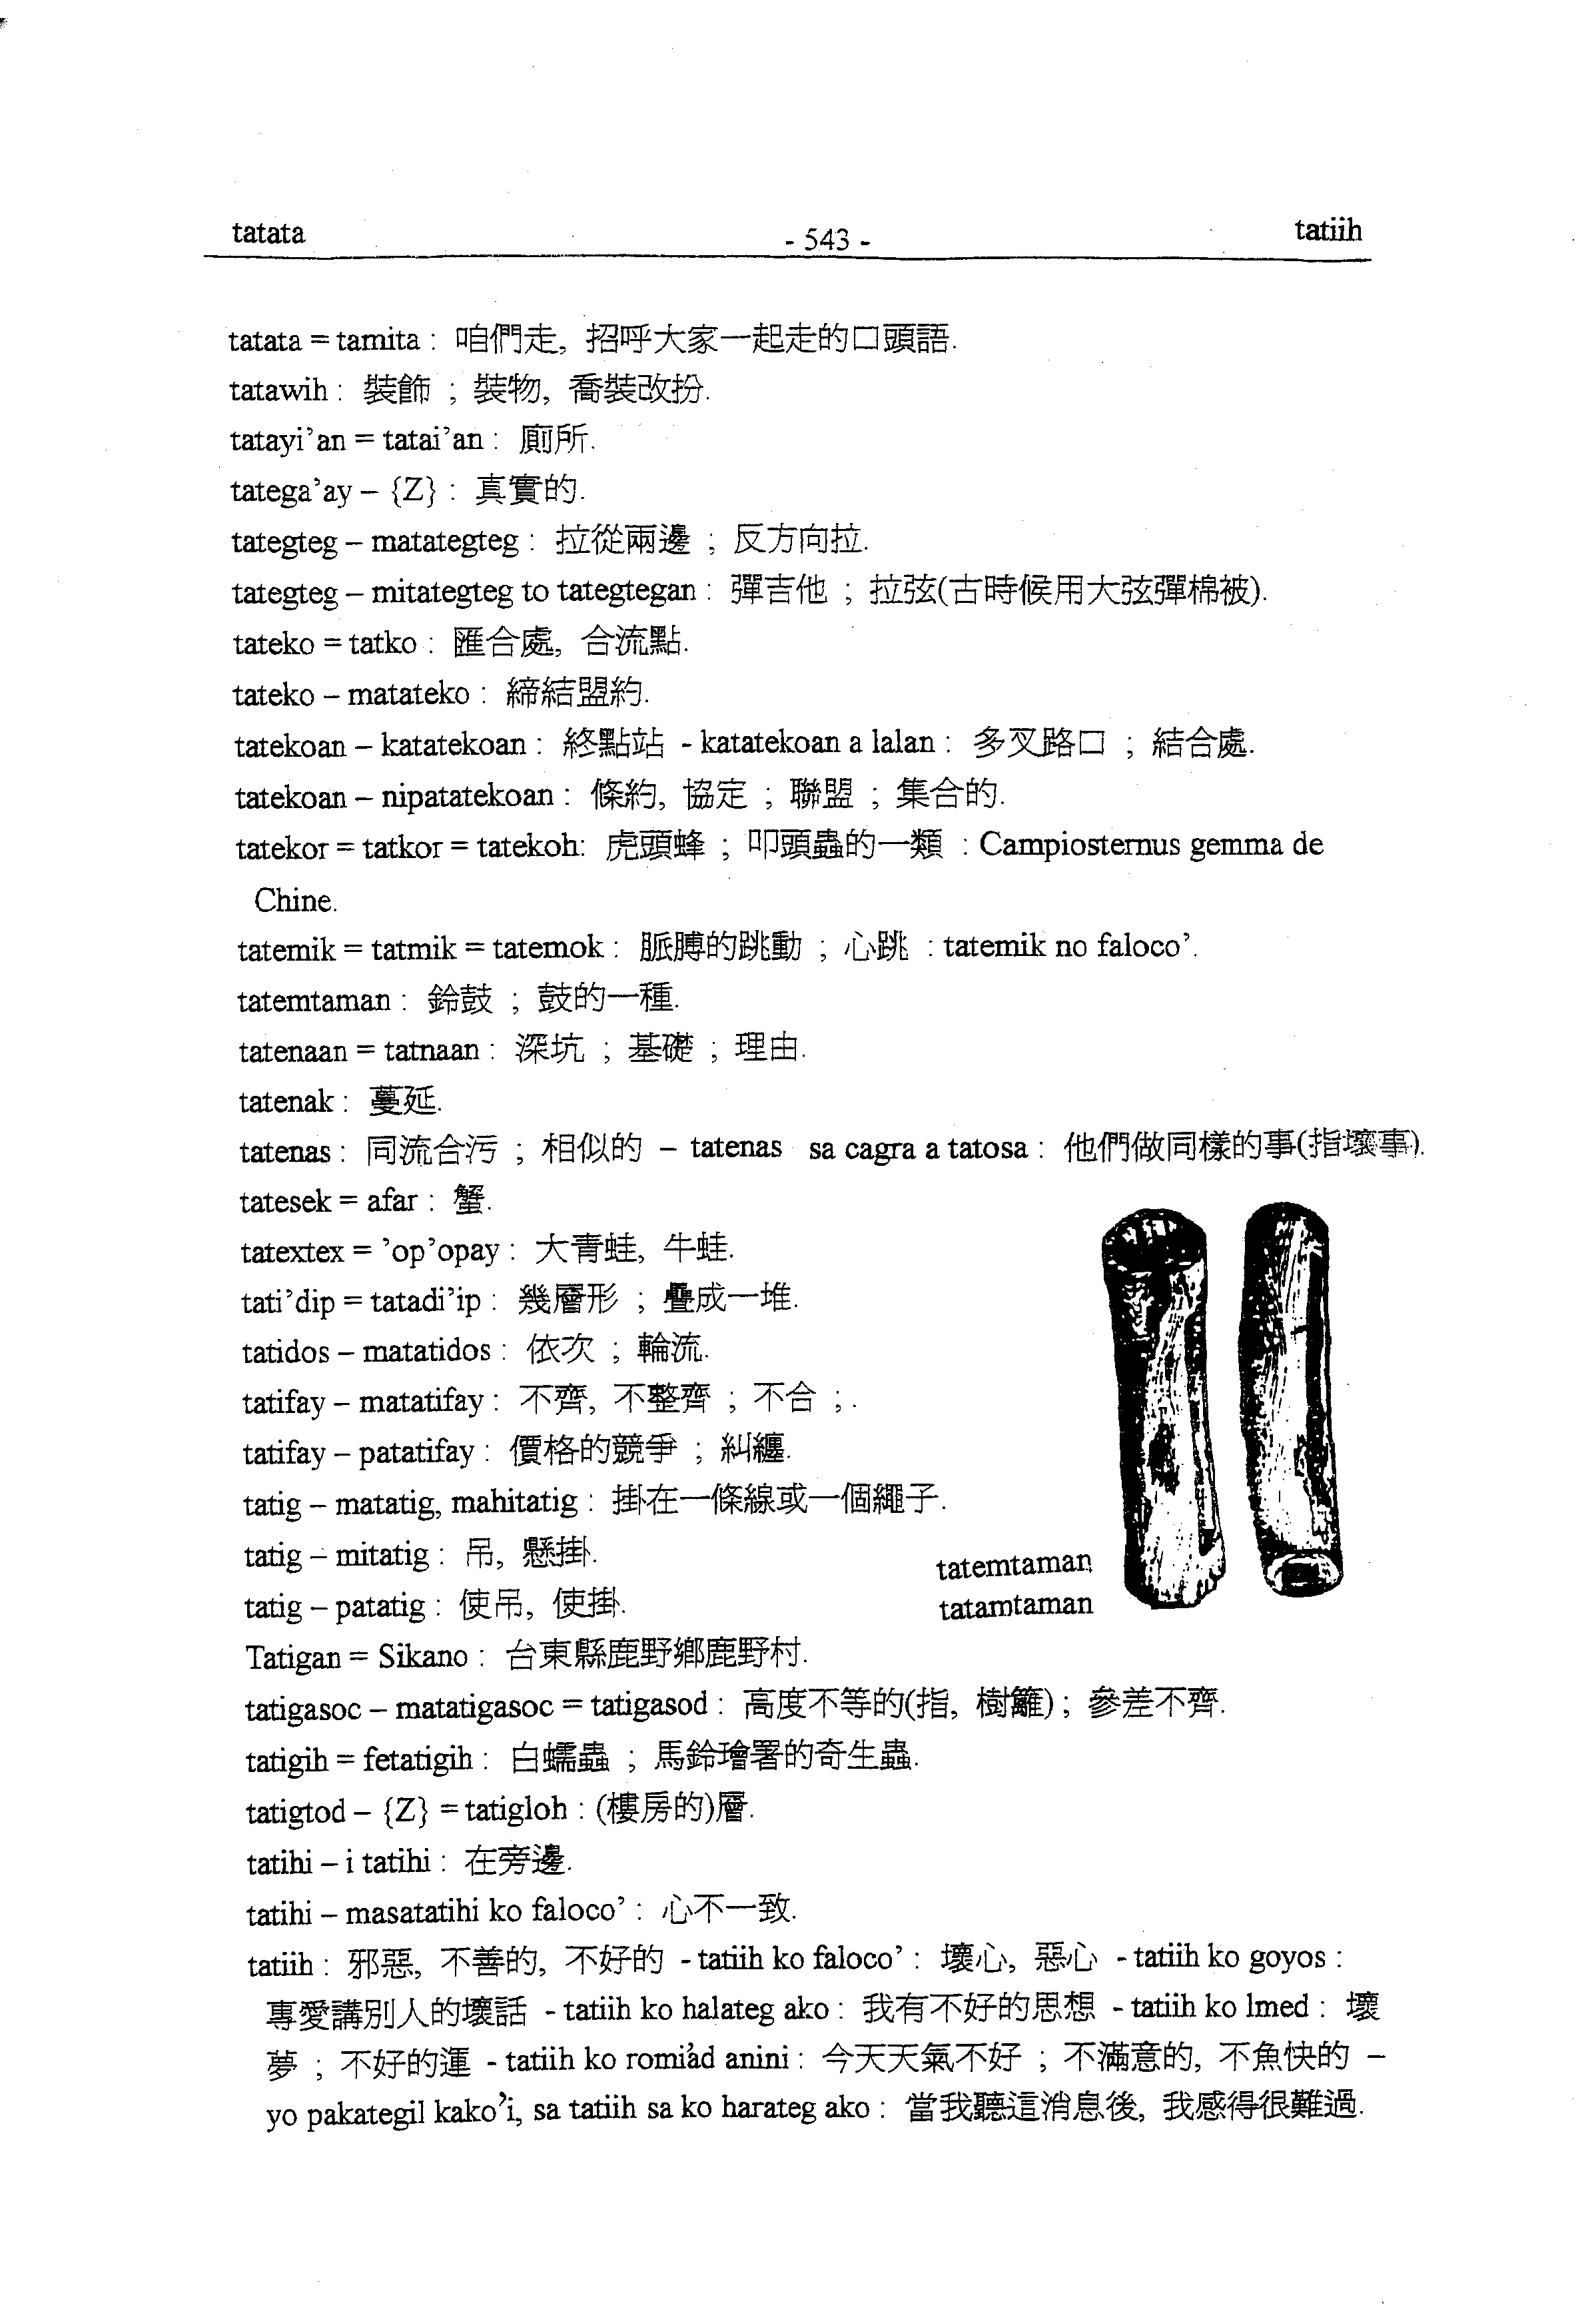 tatata - 543 - tatiih
tatata = tamita : 咱們走, 招呼大家一起走的口頭語.
tatawih : 裝飾 ; 裝物, 喬裝改扮.
tatayi’an = tatai’an : 廁所.
tatega’ay – {Z} : 真實的.
tategteg – matategteg : 拉從兩邊 ; 反方向拉.
tategteg – mitategteg to tategtegan : 彈吉他 ; 拉弦(古時候用大弦彈棉被).
tateko = tatko : 匯合處, 合流點.
tateko – matateko : 締結盟約.
tatekoan – katatekoan : 終點站 - katatekoan a lalan : 多叉路口 ; 結合處.
tatekoan – nipatatekoan : 條約, 協定 ; 聯盟 ; 集合的.
tatekor = tatkor = tatekoh: 虎頭蜂 ; 叩頭蟲的一類 : Campiosternus gemma de
Chine.
tatemik = tatmik = tatemok : 脈膊的跳動 ; 心跳 : tatemik no faloco’.
tatemtaman : 鈴鼓 ; 鼓的一種.
tatenaan = tatnaan : 深坑 ; 基礎 ; 理由.
tatenak : 蔓延.
tatenas : 同流合污 ; 相似的 – tatenas sa cagra a tatosa : 他們做同樣的事(指壞事).
tatesek = afar : 蟹.
tatextex = ’op’opay : 大青蛙, 牛蛙.
tati’dip = tatadi’ip : 幾層形 ; 疊成一堆.
tatidos – matatidos : 依次 ; 輪流.
tatifay – matatifay : 不齊, 不整齊 ; 不合 ; .
tatifay – patatifay : 價格的競爭 ; 糾纏.
tatig – matatig, mahitatig : 掛在一條線或一個繩子.
tatig – mitatig : 吊, 懸掛.
tatig – patatig : 使吊, 使掛.
tatemtaman
tatamtaman
Tatigan = Sikano : 台東縣鹿野鄉鹿野村.
tatigasoc – matatigasoc = tatigasod : 高度不等的(指, 樹籬) ; 參差不齊.
tatigih = fetatigih : 白蠕蟲 ; 馬鈴璯署的奇生蟲.
tatigtod – {Z} = tatigloh : (樓房的)層.
tatihi – i tatihi : 在旁邊.
tatihi – masatatihi ko faloco’ : 心不一致.
tatiih : 邪惡, 不善的, 不好的 - tatiih ko faloco’ : 壞心, 惡心 - tatiih ko goyos :
專愛講別人的壞話 - tatiih ko halateg ako : 我有不好的思想 - tatiih ko lmed : 壞
夢 ; 不好的運 - tatiih ko romi’ad anini : 今天天氣不好 ; 不滿意的, 不魚快的 –
yo pakategil kako’i, sa tatiih sa ko harateg ako : 當我聽這消息後, 我感得很難過.